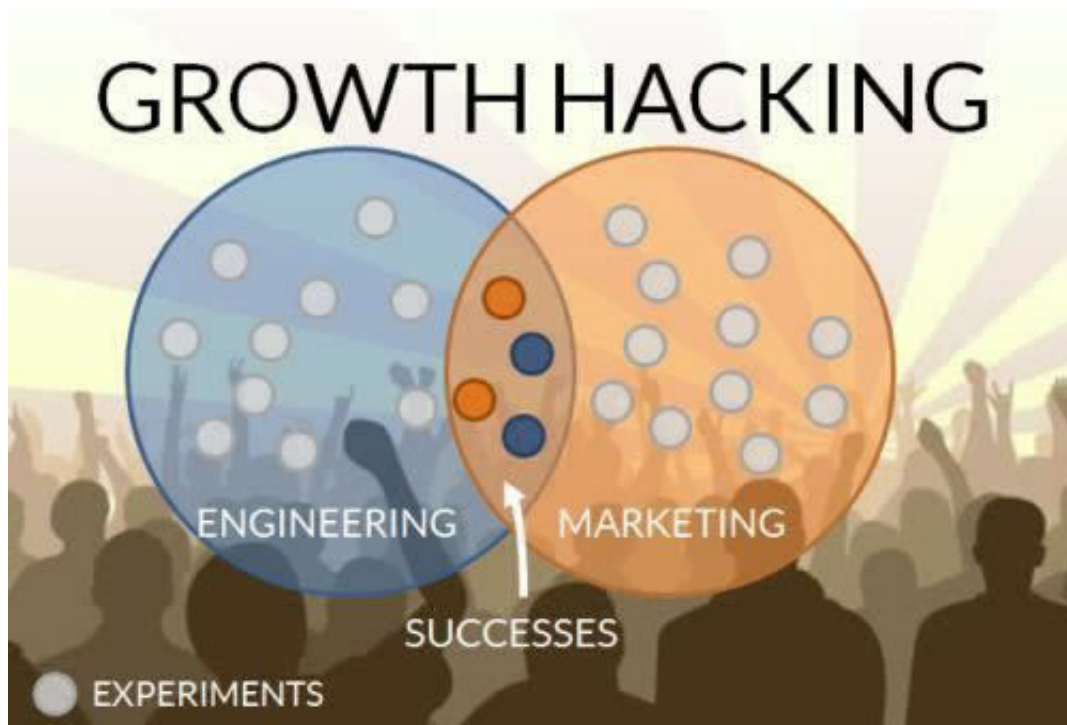 GROWTH HACKING
ENGINEERING
MARKETING
SUCCESSES
EXPERIMENTS